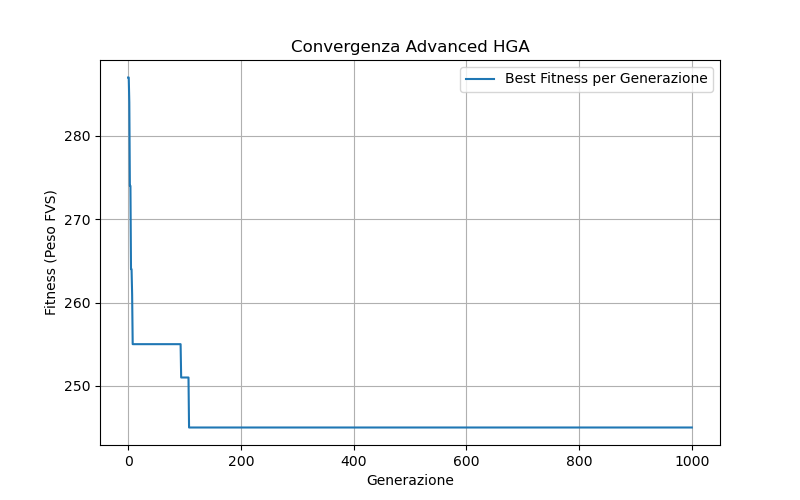 Convergenza Advanced HGA
Best Fitness per Generazione
280
270
260
250
Fitness (Peso FVS)
0 200 400 600 800 1000
Generazione